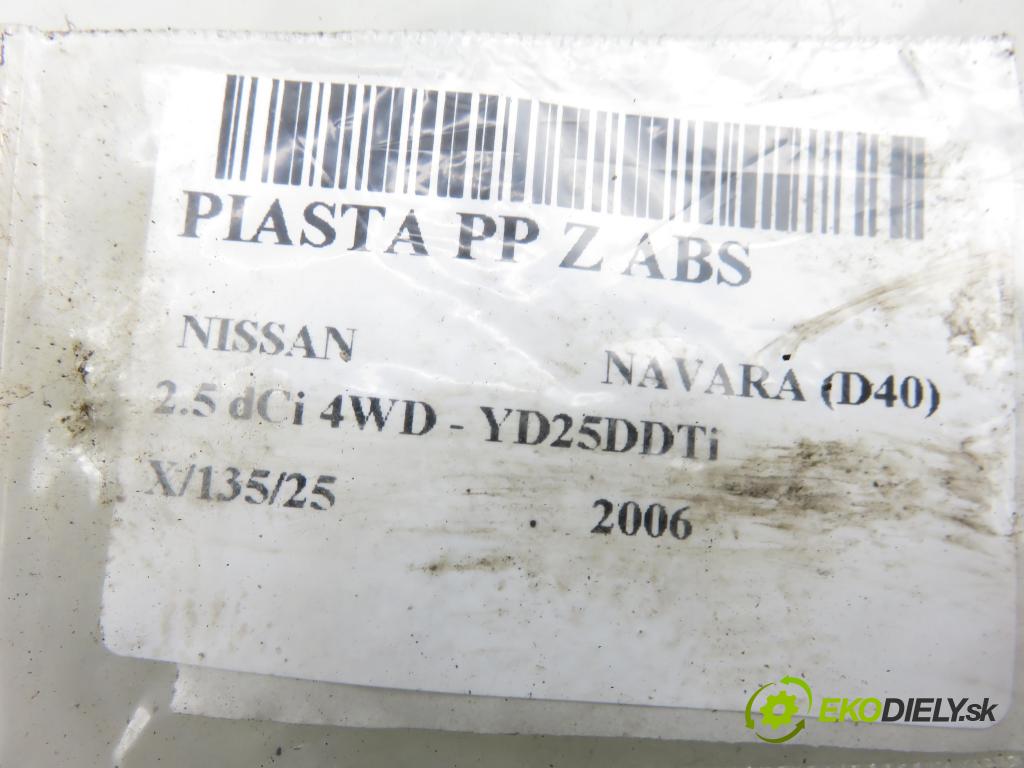 PIASTA PP Z ABS
NISSAN NAVARA (D40)
2.5 dCi 4WD - YD25DDTi
X/135/25 2006
EKODIELY.sk